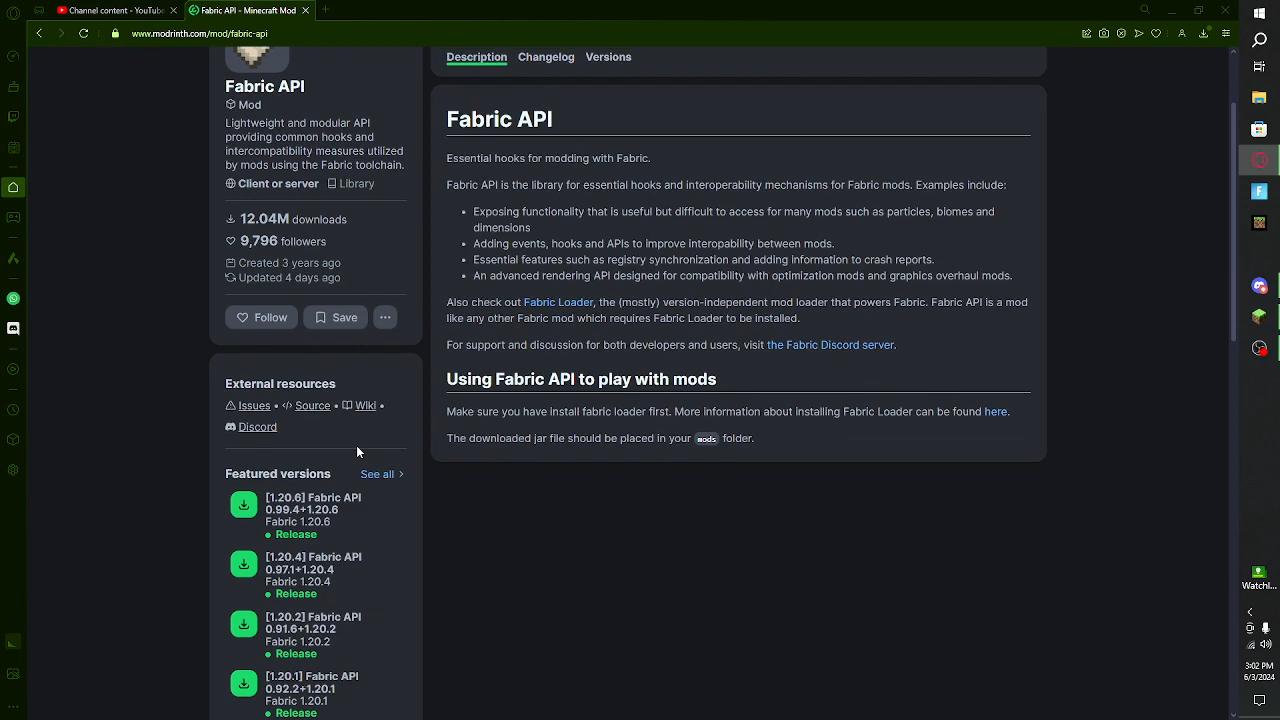 Channel content - YouTube
Fabric API - Minecraft Mod
www.modrinth.com/mod/fabric-api
Fabric API
Mod
Lightweight and modular API
providing common hooks and
intercompatibility measures utilized
by mods using the Fabric toolchain.
Client or server Library
12.04M downloads
9,796 followers
Created 3 years ago
Updated 4 days ago
Follow Save
External resources
Issues • Source • Wiki •
Discord
Featured versions See all
[1.20.6] Fabric API
0.99.4+1.20.6
Fabric 1.20.6
• Release
[1.20.4] Fabric API
0.97.1+1.20.4
Fabric 1.20.4
• Release
[1.20.2] Fabric API
0.91.6+1.20.2
Fabric 1.20.2
• Release
[1.20.1] Fabric API
0.92.2+1.20.1
Fabric 1.20.1
• Release
Description Changelog Versions
Fabric API
Essential hooks for modding with Fabric.
Fabric API is the library for essential hooks and interoperability mechanisms for Fabric mods. Examples include:
• Exposing functionality that is useful but difficult to access for many mods such as particles, biomes and
dimensions
• Adding events, hooks and APIs to improve interopability between mods.
• Essential features such as registry synchronization and adding information to crash reports.
• An advanced rendering API designed for compatibility with optimization mods and graphics overhaul mods.
Also check out Fabric Loader, the (mostly) version-independent mod loader that powers Fabric. Fabric API is a mod
like any other Fabric mod which requires Fabric Loader to be installed.
For support and discussion for both developers and users, visit the Fabric Discord server.
Using Fabric API to play with mods
Make sure you have install fabric loader first. More information about installing Fabric Loader can be found here.
The downloaded jar file should be placed in your mods folder.
Watchl...
3:02 PM
6/3/2024